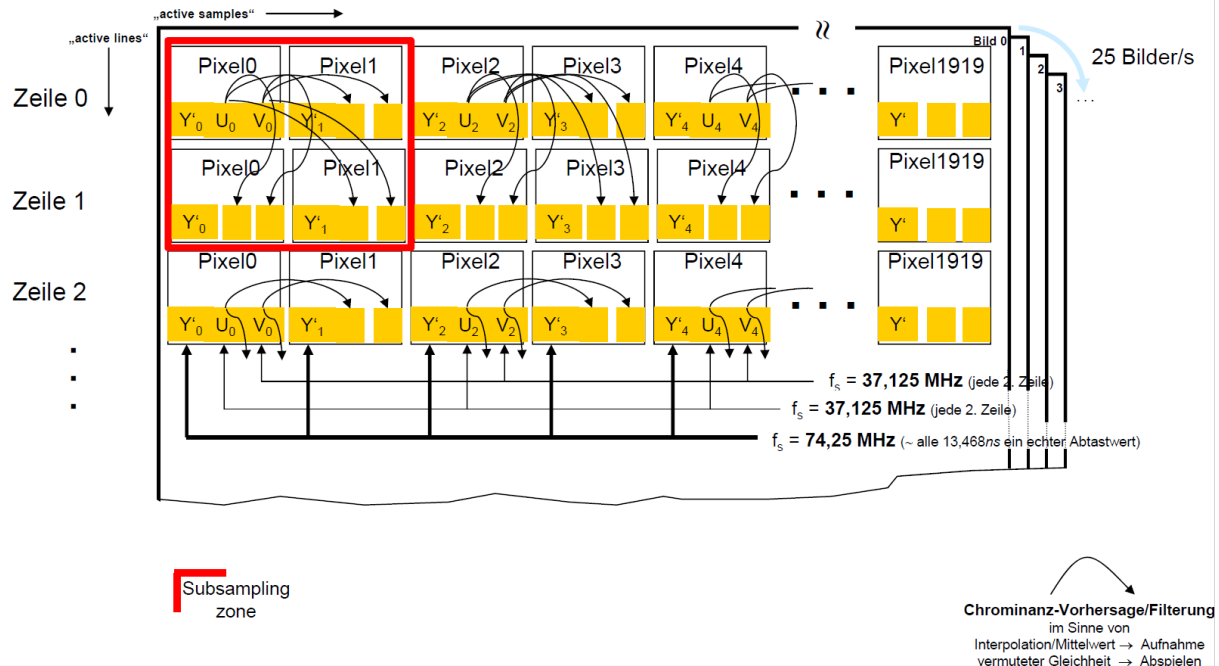 „active samples“
„active lines“
Bild 0
1
2
3
25 Bilder/s
...
Zeile 0
Pixel0 Pixel1 Pixel2 Pixel3 Pixel4 Pixel1919
Y‘0 U0 V0 Y‘1 Y‘2 U2 V2 Y‘3 Y‘4 U4 V4 Y‘
Zeile 1
Pixel0 Pixel1 Pixel2 Pixel3 Pixel4 Pixel1919
Y‘0 Y‘1 Y‘2 Y‘3 Y‘4 Y‘
Zeile 2
Pixel0 Pixel1 Pixel2 Pixel3 Pixel4 Pixel1919
Y‘0 U0 V0 Y‘1 Y‘2 U2 V2 Y‘3 Y‘4 U4 V4 Y‘
fs = 37,125 MHz (jede 2. Zeile)
fs = 37,125 MHz (jede 2. Zeile)
fs = 74,25 MHz (~ alle 13,468ns ein echter Abtastwert)
Subsampling
zone
Chrominanz-Vorhersage/Filterung
im Sinne von
Interpolation/Mittelwert → Aufnahme
vermuteter Gleichheit → Abspielen